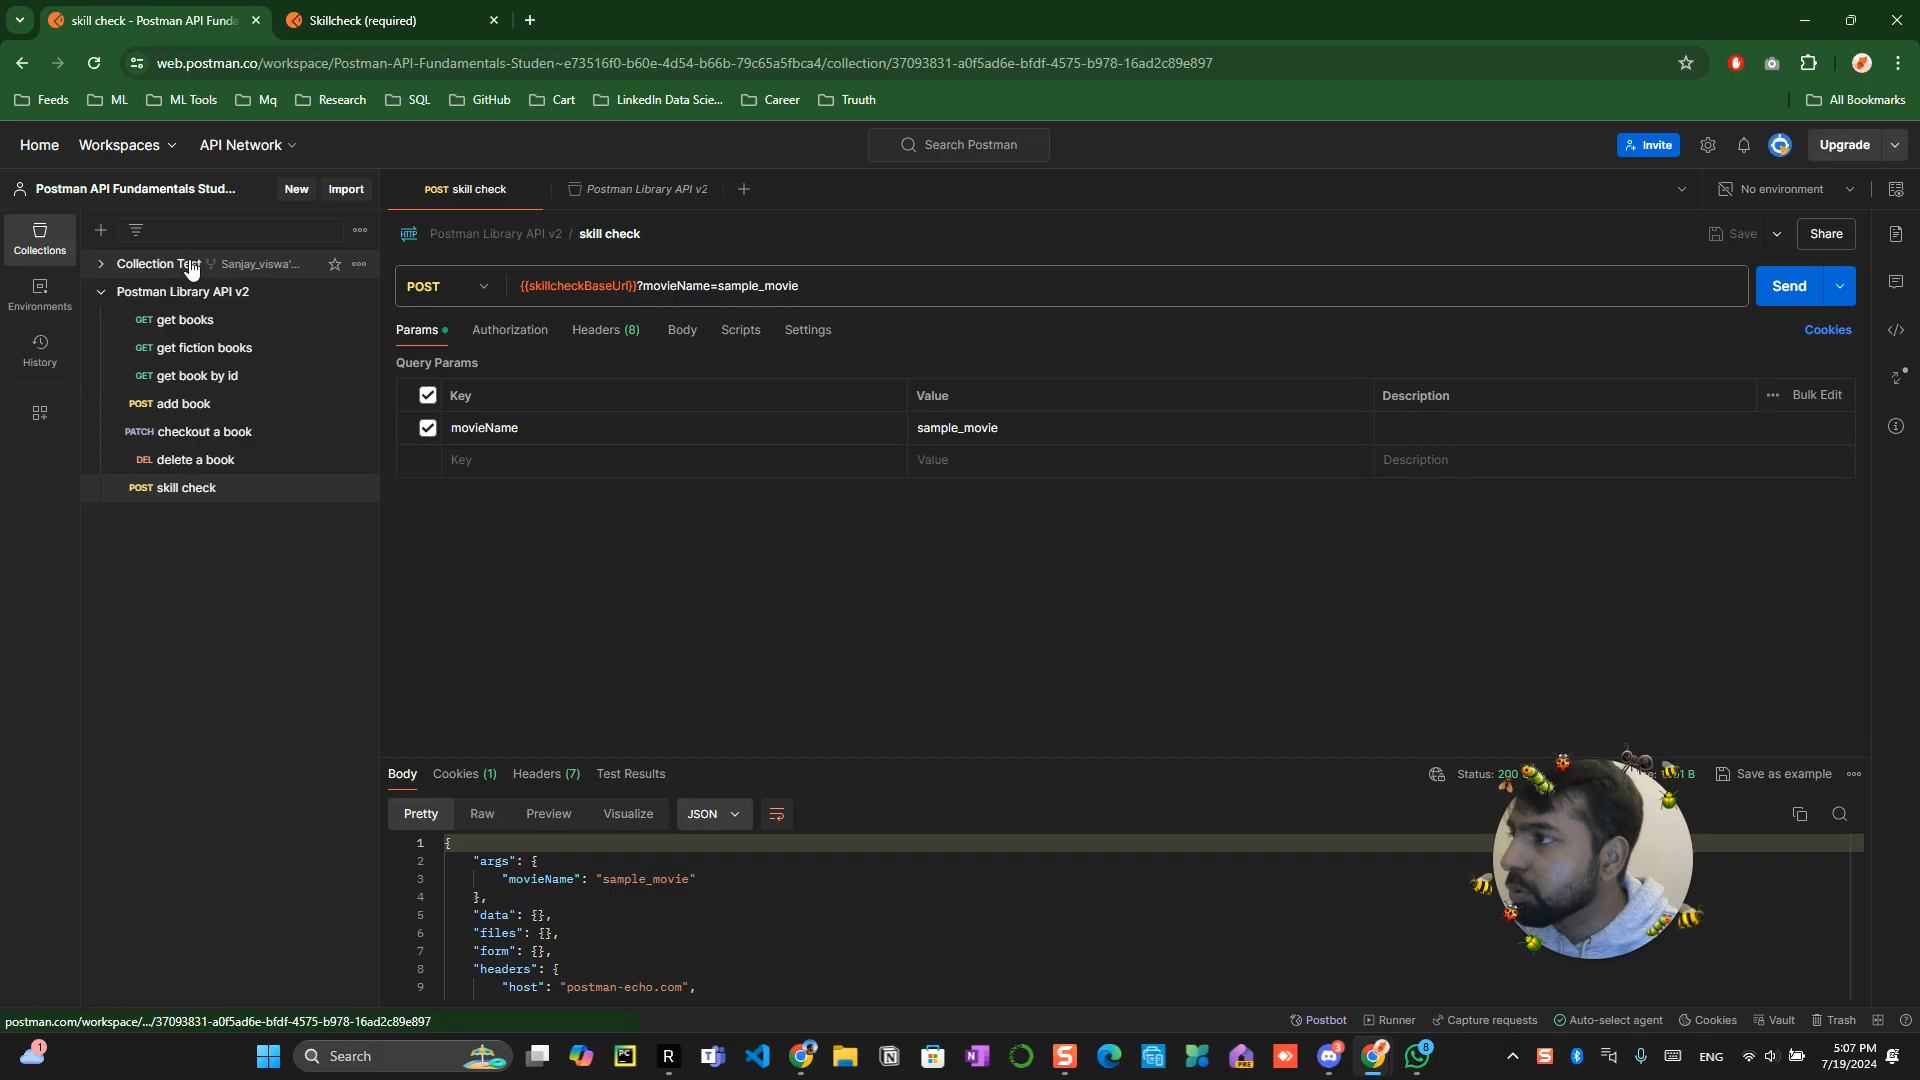 skill check - Postman API Funda
Skillcheck (required)
web.postman.co/workspace/Postman-API-Fundamentals-Studen~e73516f0-b60e-4d54-b66b-79c65a5fbca4/collection/37093831-a0f5ad6e-bfdf-4575-b978-16ad2c89e897
Feeds ML ML Tools Mq Research SQL GitHub Cart LinkedIn Data Scie... Career Truuth All Bookmarks
Home Workspaces API Network Search Postman Invite Upgrade
Postman API Fundamentals Stud... New Import POST skill check Postman Library API v2 No environment
Collections
Environments
History
Collection Test Sanjay_viswa'...
Postman Library API v2
GET get books
GET get fiction books
GET get book by id
POST add book
PATCH checkout a book
DEL delete a book
POST skill check
HTTP Postman Library API v2 / skill check Save Share
POST {{skillcheckBaseUrl}}?movieName=sample_movie Send
Params Authorization Headers (8) Body Scripts Settings Cookies
Query Params
Key Value Description Bulk Edit
movieName sample_movie
Key Value Description
Body Cookies (1) Headers (7) Test Results Status: 200 B Save as example
Pretty Raw Preview Visualize JSON
1 {
2 "args": {
3 "movieName": "sample_movie"
4 },
5 "data": {},
6 "files": {},
7 "form": {},
8 "headers": {
9 "host": "postman-echo.com",
postman.com/workspace/.../37093831-a0f5ad6e-bfdf-4575-b978-16ad2c89e897
Postbot Runner Capture requests Auto-select agent Cookies Vault Trash
1 Search PC R PRE 3 8 ENG 5:07 PM
7/19/2024